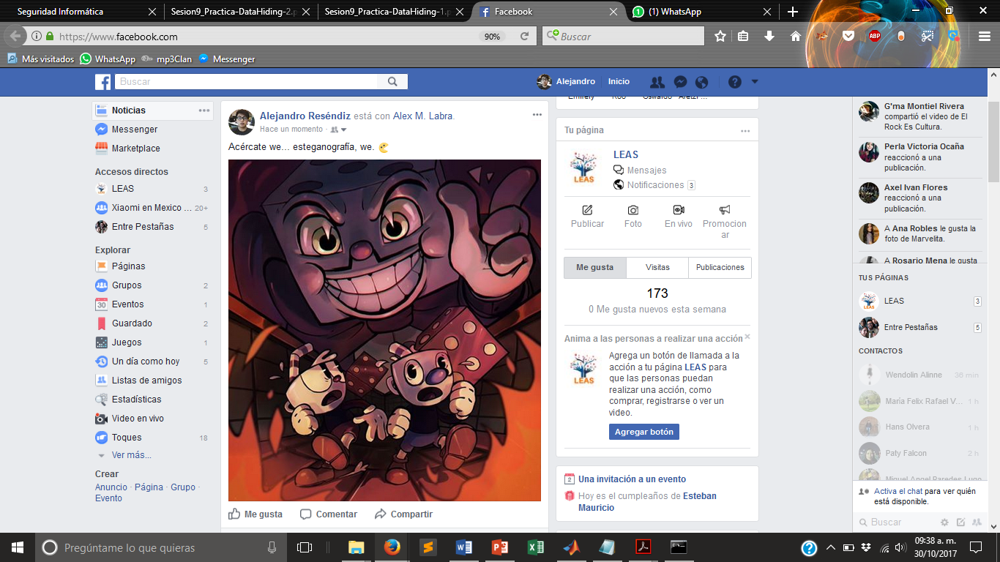 Seguridad Informática
Sesion9_Practica-DataHiding-2.p
Sesion9_Practica-DataHiding-1.p
Facebook
(1) WhatsApp
https://www.facebook.com
90%
Buscar
ABP
Más visitados WhatsApp mp3Clan Messenger
Buscar
Alejandro Inicio
Noticias
Messenger
Marketplace
Accesos directos
LEAS 3
Xiaomi en Mexico ... 20+
Entre Pestañas 5
Explorar
Páginas
Grupos 2
Eventos 1
Guardado 2
Juegos 1
Un día como hoy 5
Listas de amigos
Estadísticas
Video en vivo
Toques 18
Ver más...
Crear
Anuncio · Página · Grupo ·
Evento
Alejandro Reséndiz está con Alex M. Labra.
Hace un momento ·
Acércate we... esteganografía, we.
Me gusta Comentar Compartir
Tu página
LEAS
Mensajes
Notificaciones 3
Publicar Foto En vivo Promocion
ar
Me gusta Visitas Publicaciones
173
0 Me gusta nuevos esta semana
Anima a las personas a realizar una acción
Agrega un botón de llamada a la
acción a tu página LEAS para
que las personas puedan
realizar una acción, como
comprar, registrarse o ver un
video.
LEAS
Agregar botón
Una invitación a un evento
Hoy es el cumpleaños de Esteban
Mauricio
G'ma Montiel Rivera
compartió el video de El
Rock Es Cultura.
Perla Victoria Ocaña
reaccionó a una
publicación.
Axel Ivan Flores
reaccionó a una
publicación.
A Ana Robles le gusta la
foto de Marvelita.
A Rosario Mena le gusta
TUS PÁGINAS
LEAS 3
Entre Pestañas 5
CONTACTOS
Wendolin Alinne 36 min
María Felix Rafael V... 1 h
Hans Olvera 1 h
Paty Falcon 2 h
Miguel Angel Paredes Lugo
Activa el chat para ver quién
está disponible.
Buscar
Pregúntame lo que quieras
09:38 a. m.
30/10/2017